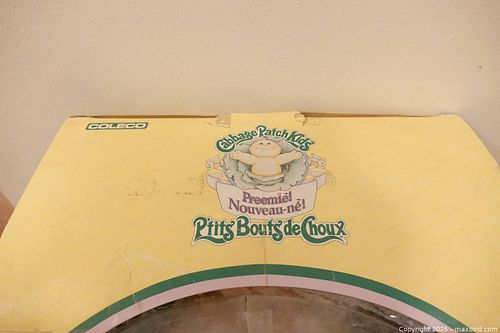 COLECO
Cabbage Patch Kids
Preemie!
Nouveau-né!
P'tits Bouts de Choux
Copyright 2025 - maxsold.com